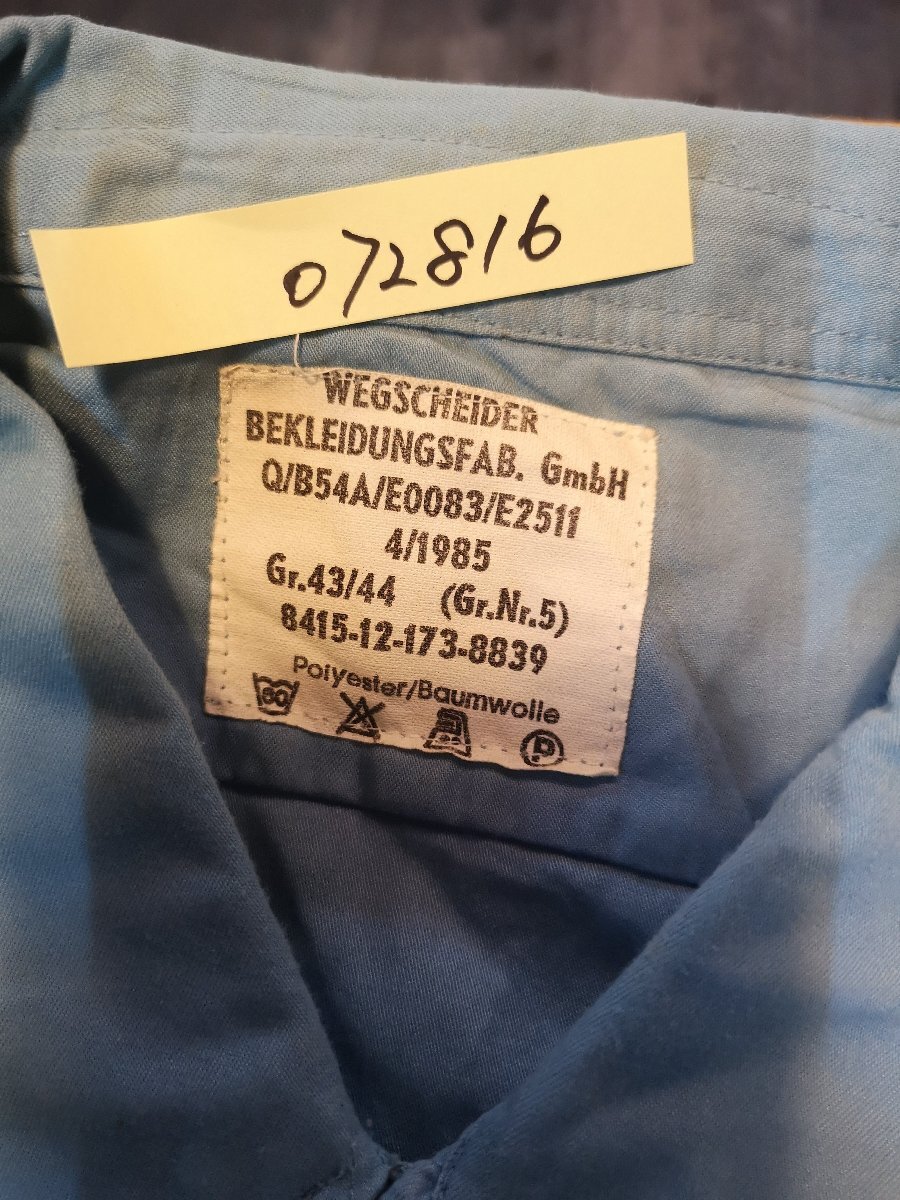 072816
WEGSCHEIDER
BEKLEIDUNGSFAB. GmbH
Q/B54A/E0083/E2511
4/1985
Gr.43/44 (Gr.Nr.5)
8415-12-173-8839
Polyester/Baumwolle
60 P